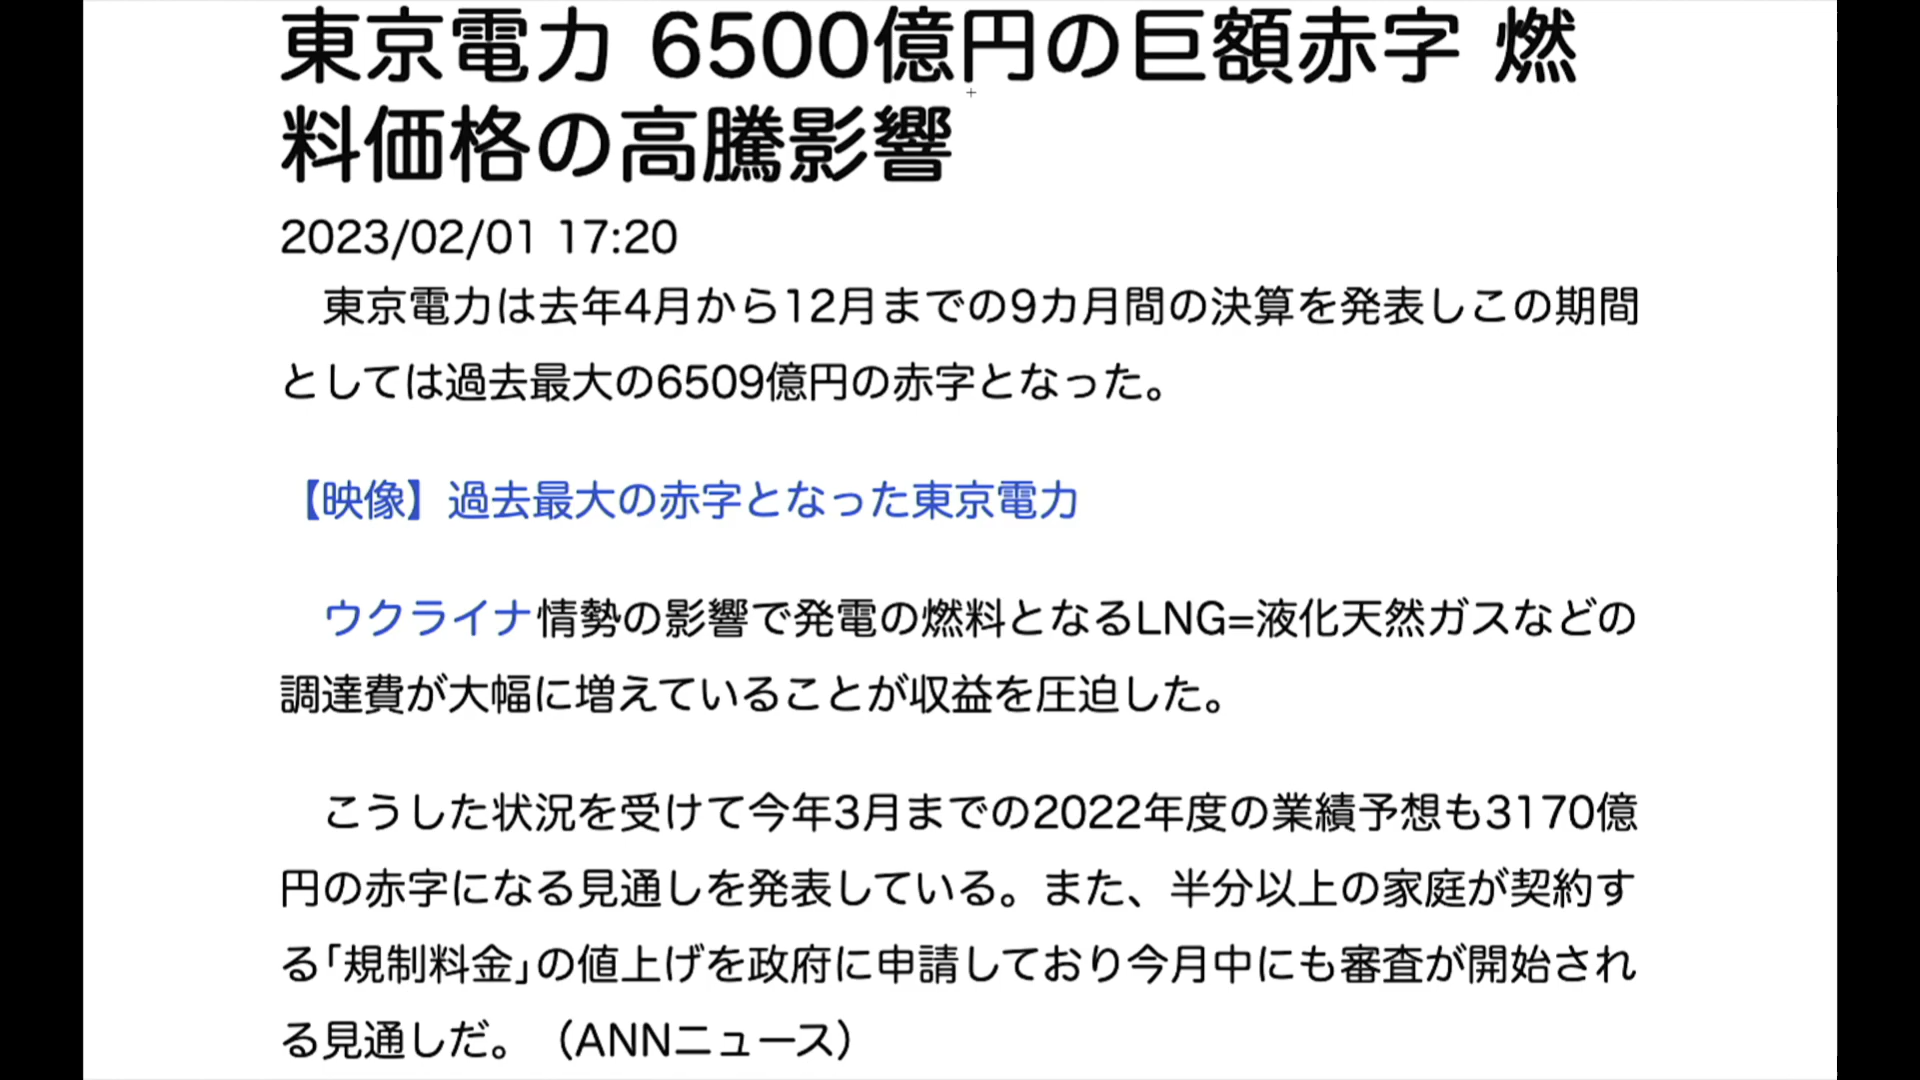 東京電力 6500億円の巨額赤字 燃
料価格の高騰影響
2023/02/01 17:20
東京電力は去年4月から12月までの9カ月間の決算を発表しこの期間
としては過去最大の6509億円の赤字となった。
【映像】過去最大の赤字となった東京電力
ウクライナ情勢の影響で発電の燃料となるLNG=液化天然ガスなどの
調達費が大幅に増えていることが収益を圧迫した。
こうした状況を受けて今年3月までの2022年度の業績予想も3170億
円の赤字になる見通しを発表している。また、半分以上の家庭が契約す
る｢規制料金｣の値上げを政府に申請しており今月中にも審査が開始され
る見通しだ。（ANNニュース）